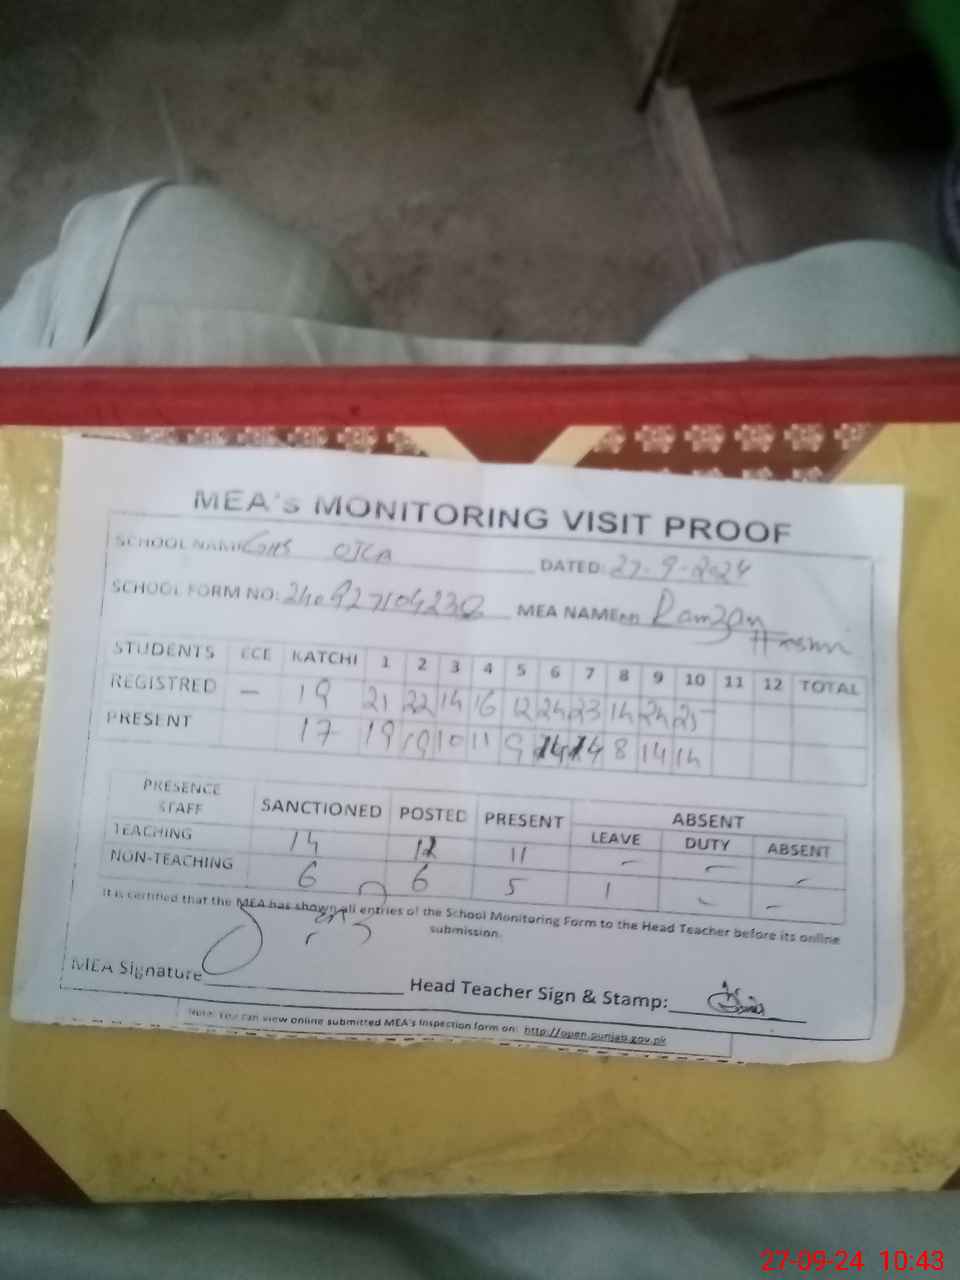 MEA's MONITORING VISIT PROOF
SCHOOL NAME GHS OJLA DATED: 27-9-2024
SCHOOL FORM NO: MEA NAME Ramzan
STUDENTS ECE KATCHI 1 2 3 4 5 6 7 8 9 10 11 12 TOTAL
REGISTRED — 19 21 22 14 16 12 24 23 14 24 25
PRESENT 17 19 19 10 11 9 14 14 8 14 14
PRESENCE STAFF SANCTIONED POSTED PRESENT ABSENT
LEAVE DUTY ABSENT
TEACHING 14 12 11 - - -
NON-TEACHING 6 6 5 1 - -
It is certified that the MEA has shown all entries of the School Monitoring Form to the Head Teacher before its online
submission.
MEA Signature Head Teacher Sign & Stamp:
Note: You can view online submitted MEA's Inspection form on: http://open.punjab.gov.pk
27-09-24 10:43